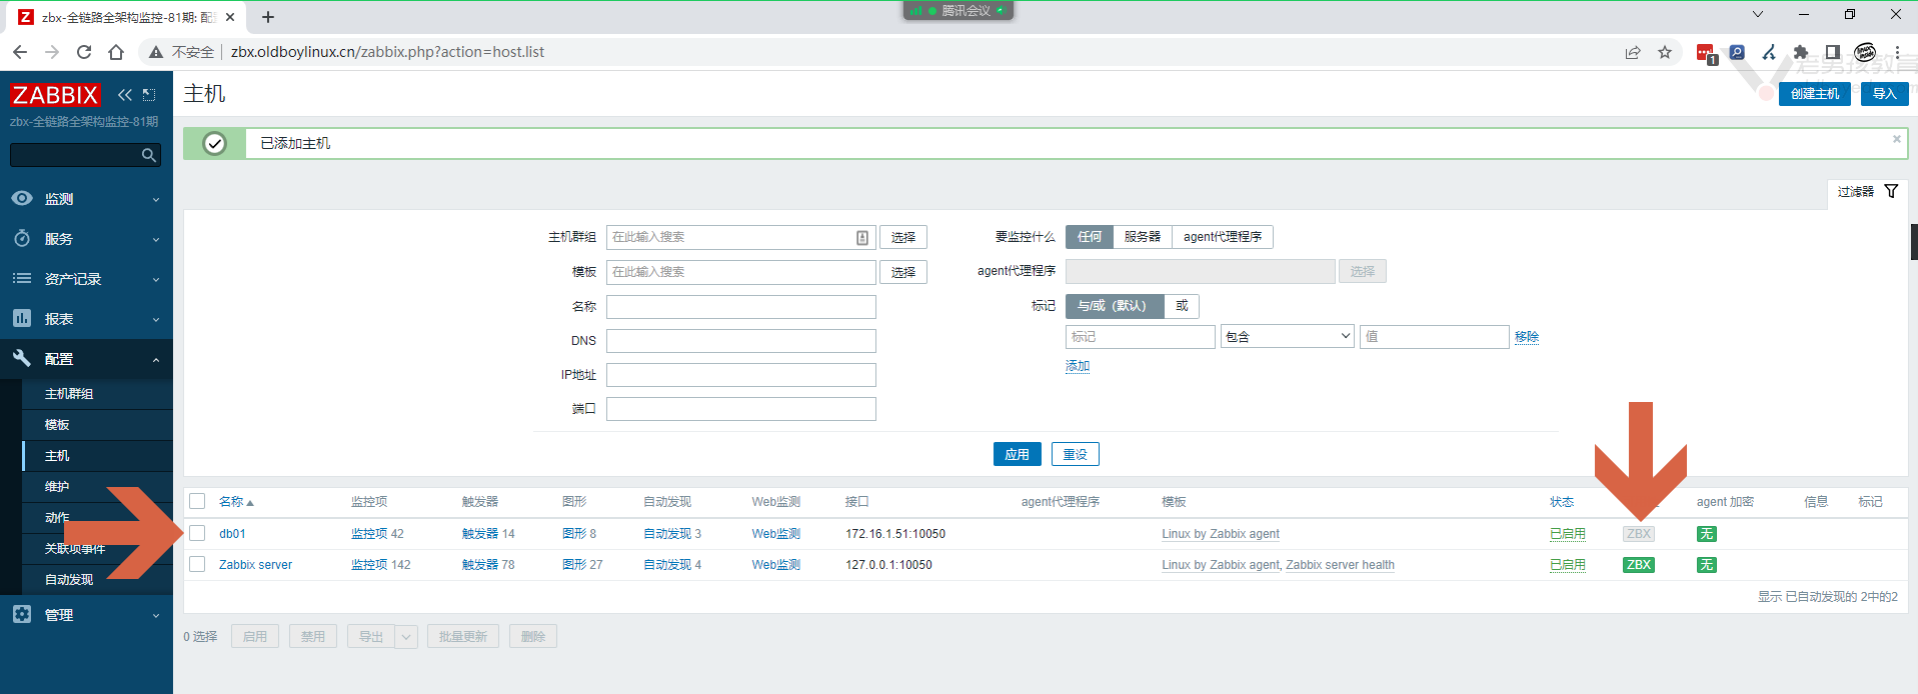 zbx-全链路全架构监控-81期: 配
腾讯会议
不安全 zbx.oldboylinux.cn/zabbix.php?action=host.list
1
老男孩教育
ZABBIX
zbx-全链路全架构监控-81期
监测
服务
资产记录
报表
配置
主机群组
模板
主机
维护
动作
关联项事件
自动发现
管理
主机
创建主机 导入
已添加主机
过滤器
主机群组 在此输入搜索 选择
模板 在此输入搜索 选择
名称
DNS
IP地址
端口
要监控什么 任何 服务器 agent代理程序
agent代理程序 选择
标记 与/或（默认） 或
标记 包含 值 移除
添加
应用 重设
名称 监控项 触发器 图形 自动发现 Web监测 接口 agent代理程序 模板 状态 agent 加密 信息 标记
db01 监控项 42 触发器 14 图形 8 自动发现 3 Web监测 172.16.1.51:10050 Linux by Zabbix agent 已启用 ZBX 无
Zabbix server 监控项 142 触发器 78 图形 27 自动发现 4 Web监测 127.0.0.1:10050 Linux by Zabbix agent, Zabbix server health 已启用 ZBX 无
显示 已自动发现的 2中的2
0 选择 启用 禁用 导出 批量更新 删除